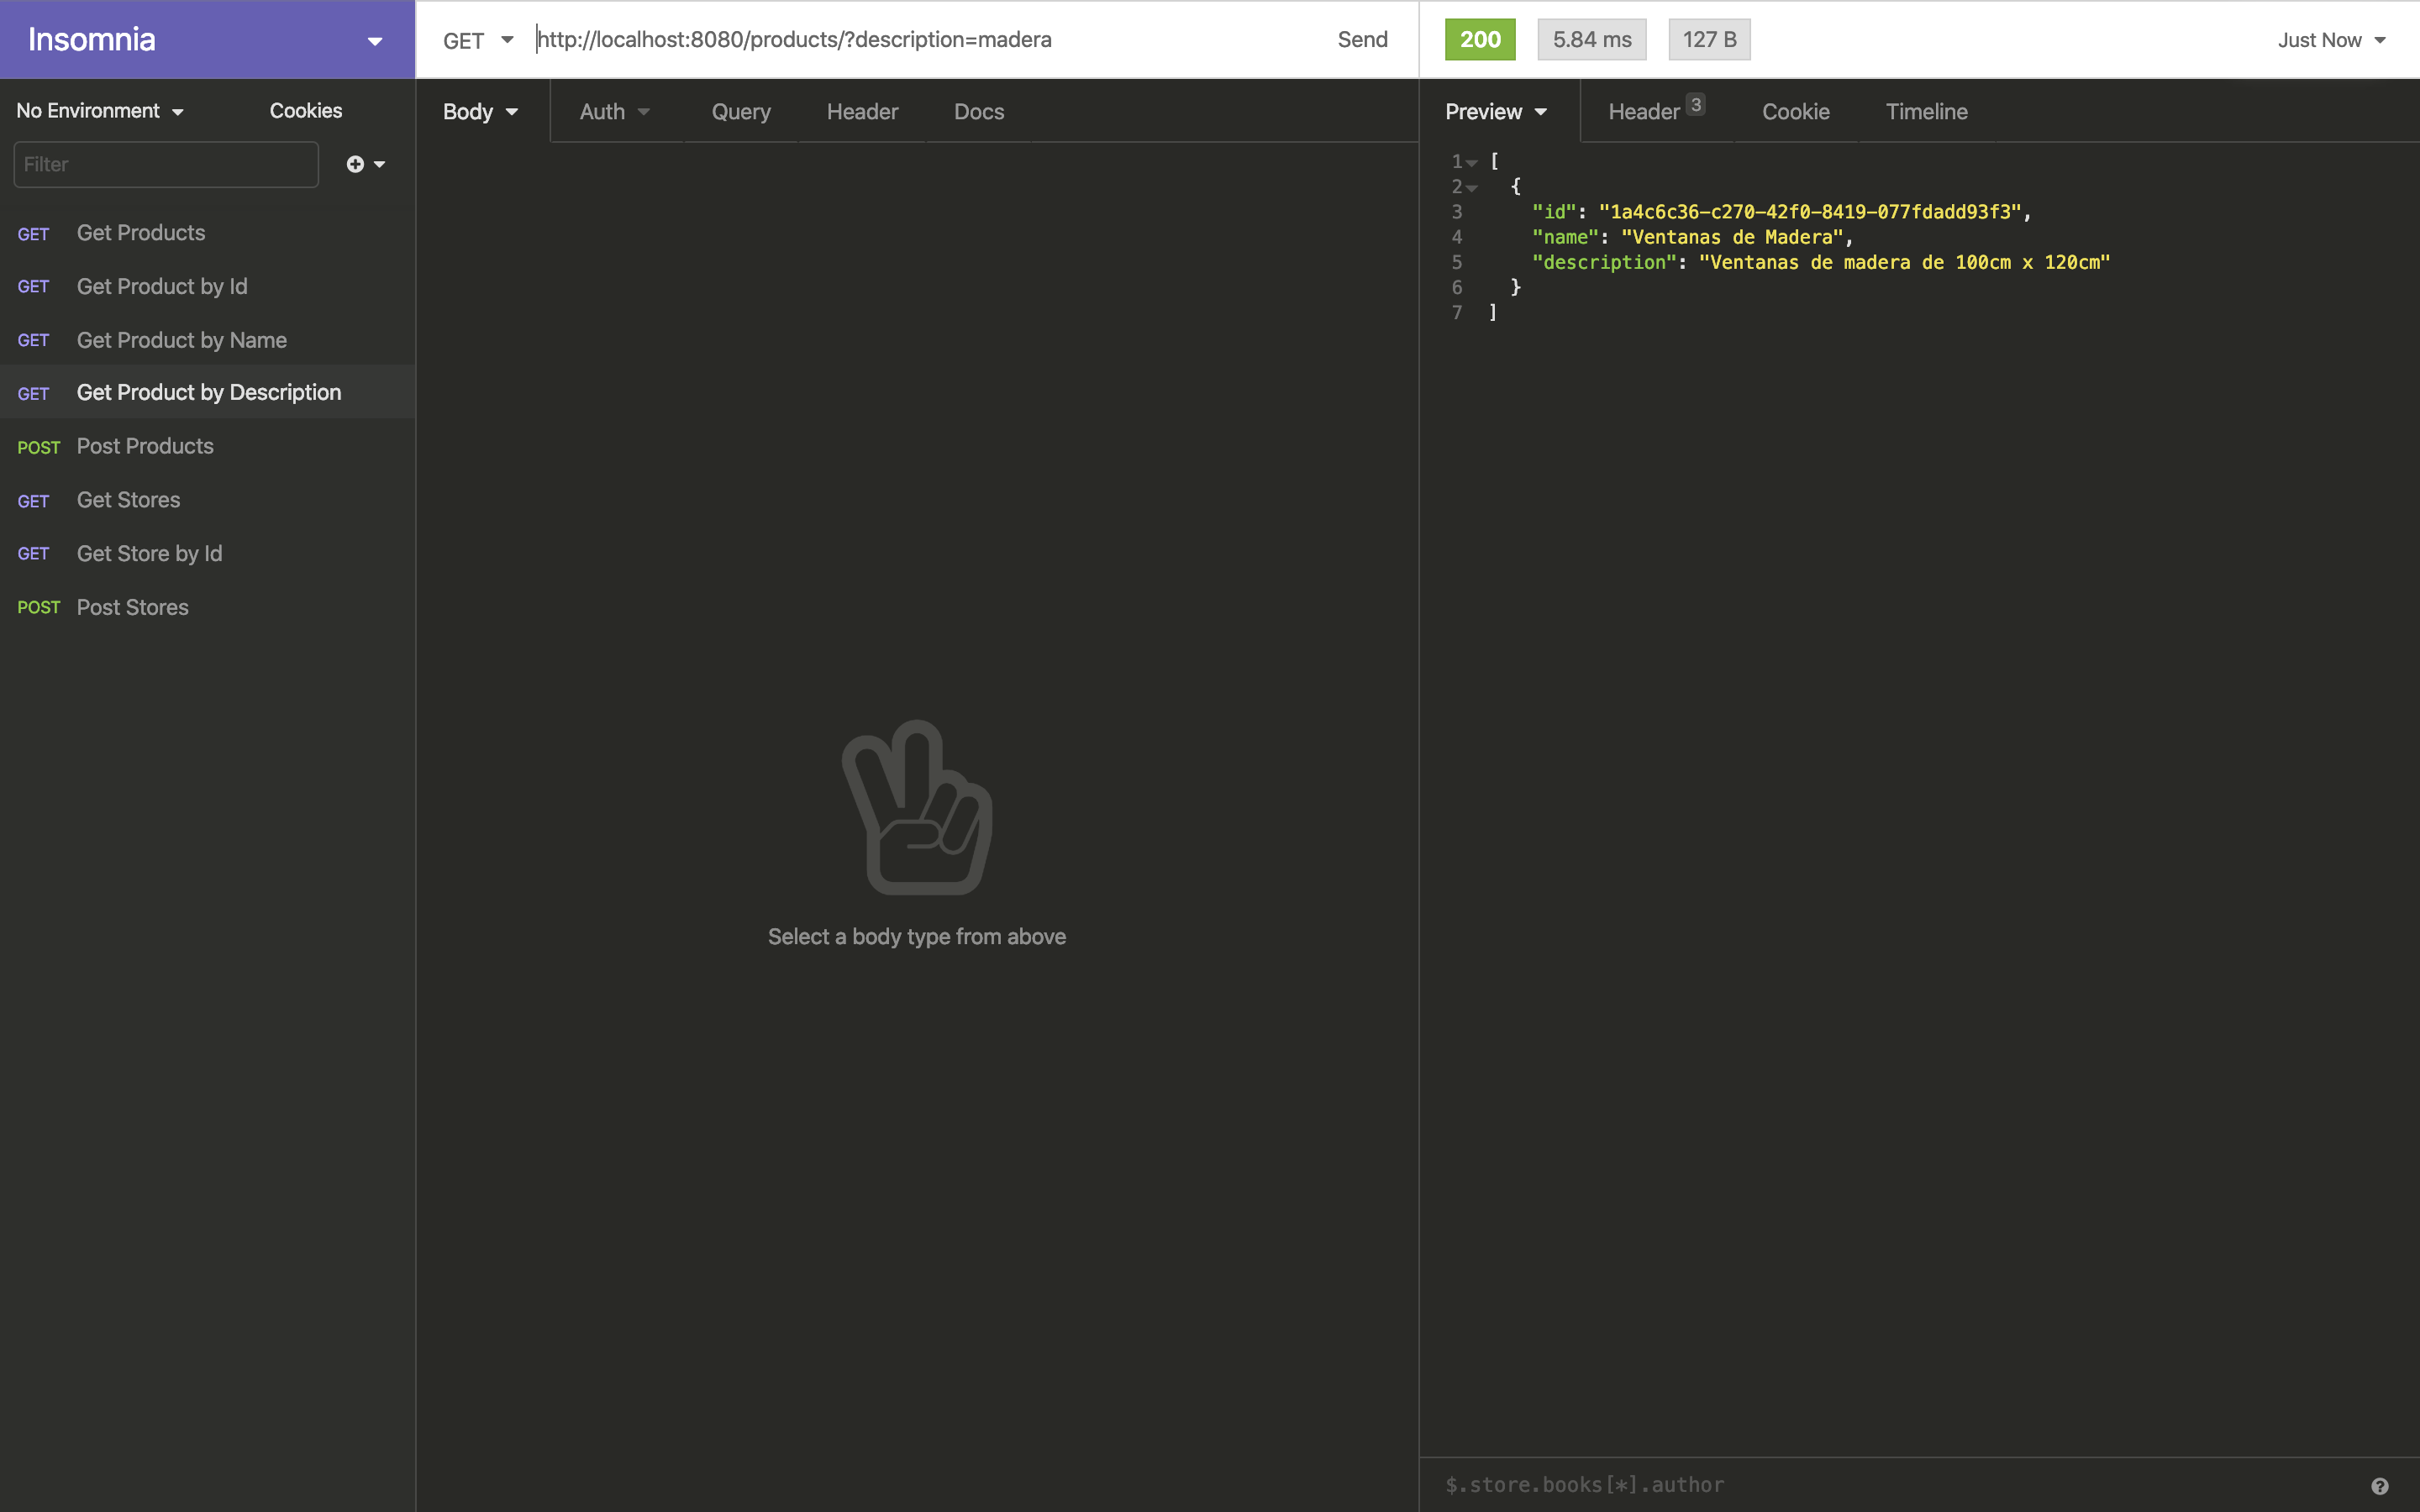 Insomnia
GET http://localhost:8080/products/?description=madera Send
200 5.84 ms 127 B Just Now
No Environment Cookies
Filter
GET Get Products
GET Get Product by Id
GET Get Product by Name
GET Get Product by Description
POST Post Products
GET Get Stores
GET Get Store by Id
POST Post Stores
Body Auth Query Header Docs
Select a body type from above
Preview Header 3 Cookie Timeline
1 [
2 {
3 "id": "1a4c6c36-c270-42f0-8419-077fdadd93f3",
4 "name": "Ventanas de Madera",
5 "description": "Ventanas de madera de 100cm x 120cm"
6 }
7 ]
$.store.books[*].author